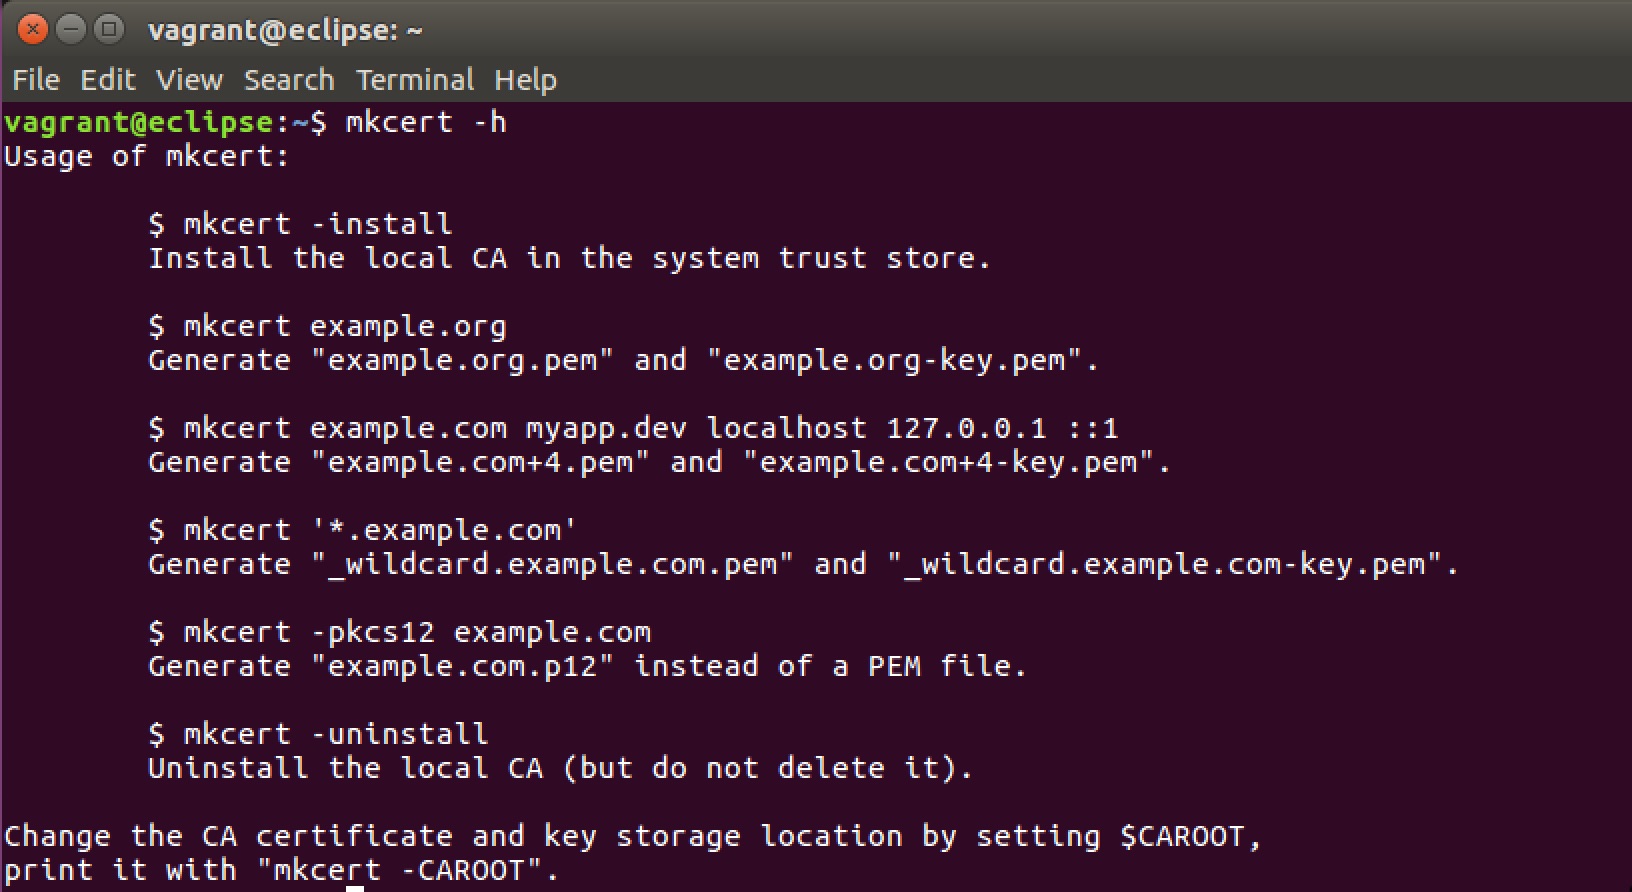 vagrant@eclipse: ~
File Edit View Search Terminal Help
vagrant@eclipse:~$ mkcert -h
Usage of mkcert:
$ mkcert -install
Install the local CA in the system trust store.
$ mkcert example.org
Generate "example.org.pem" and "example.org-key.pem".
$ mkcert example.com myapp.dev localhost 127.0.0.1 ::1
Generate "example.com+4.pem" and "example.com+4-key.pem".
$ mkcert '*.example.com'
Generate "_wildcard.example.com.pem" and "_wildcard.example.com-key.pem".
$ mkcert -pkcs12 example.com
Generate "example.com.p12" instead of a PEM file.
$ mkcert -uninstall
Uninstall the local CA (but do not delete it).
Change the CA certificate and key storage location by setting $CAROOT,
print it with "mkcert -CAROOT".